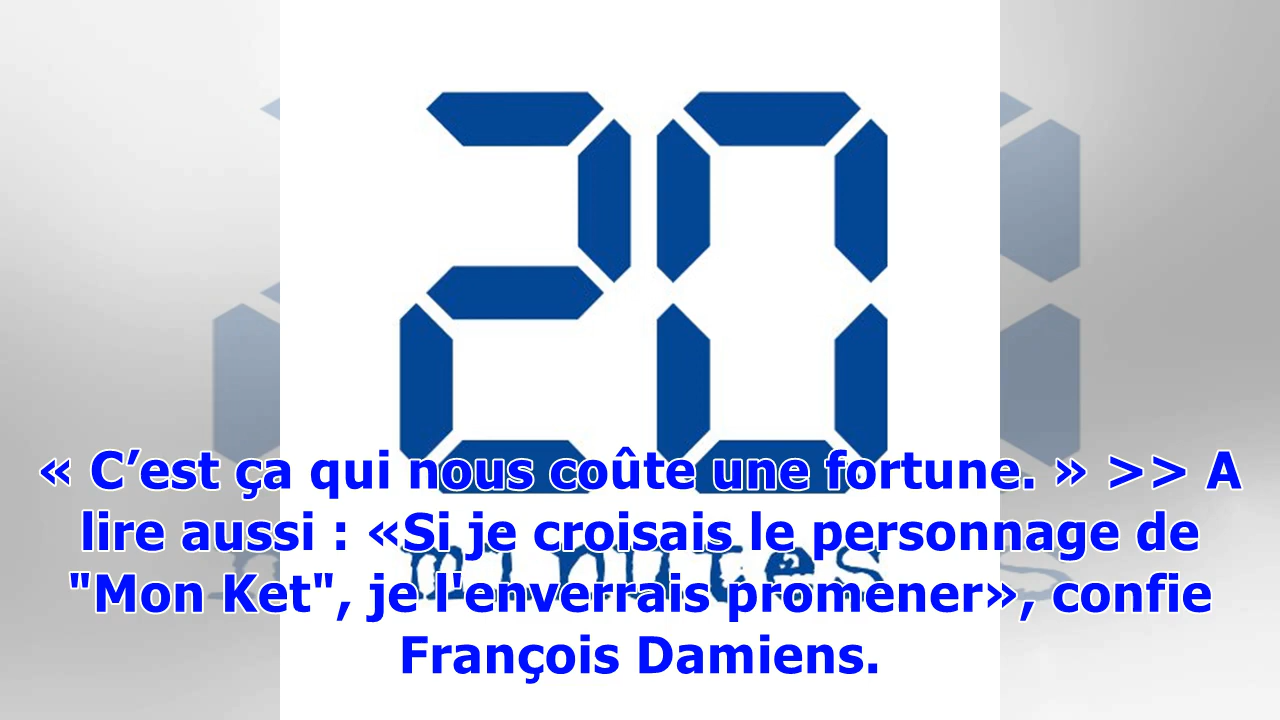 20
« C’est ça qui nous coûte une fortune. » >> A
lire aussi : «Si je croisais le personnage de
minutes
"Mon Ket", je l'enverrais promener», confie
François Damiens.